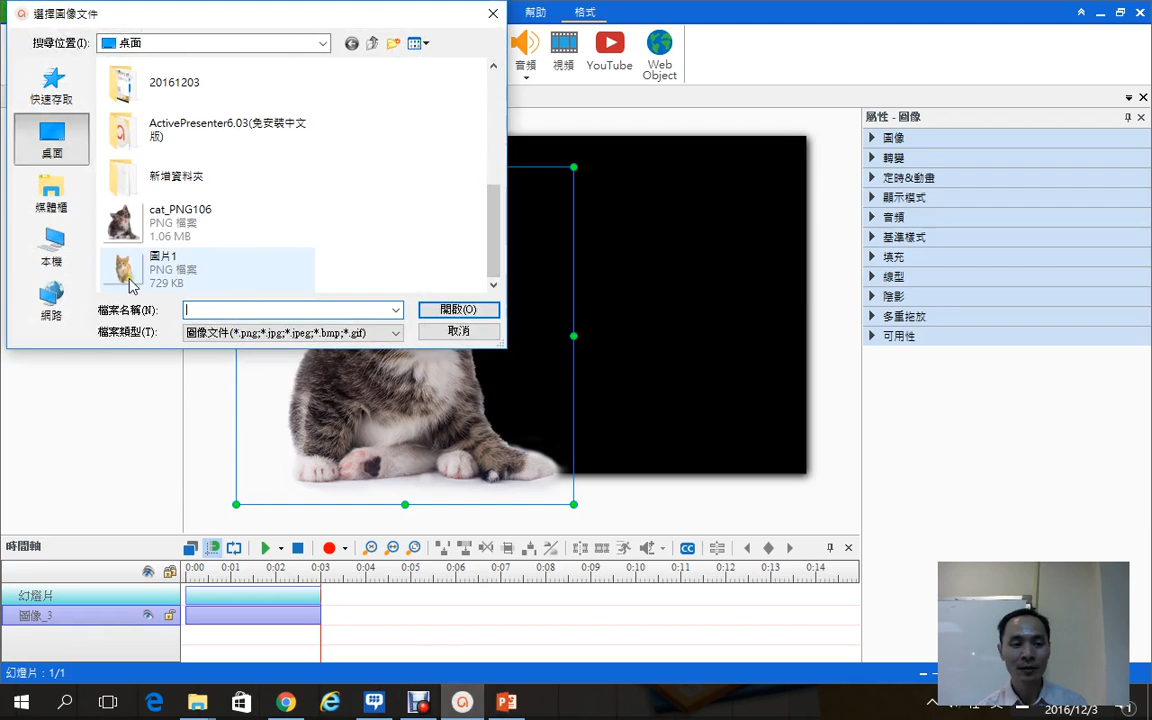 選擇圖像文件
幫助
格式
搜尋位置(I):
桌面
音頻
視頻
YouTube
Web
Object
快速存取
桌面
媒體櫃
本機
網路
20161203
ActivePresenter6.03(免安裝中文
版)
新增資料夾
cat_PNG106
PNG 檔案
1.06 MB
圖片1
PNG 檔案
729 KB
檔案名稱(N):
開啟(O)
檔案類型(T):
圖像文件(*.png;*.jpg;*.jpeg;*.bmp;*.gif)
取消
屬性 - 圖像
圖像
轉變
定時&動畫
顯示模式
音頻
基準樣式
填充
線型
陰影
多重拖放
可用性
時間軸
CC
0:00 0:01 0:02 0:03 0:04 0:05 0:06 0:07 0:08 0:09 0:10 0:11 0:12 0:13 0:14
幻燈片
圖像_3
幻燈片：1/1
2016/12/3